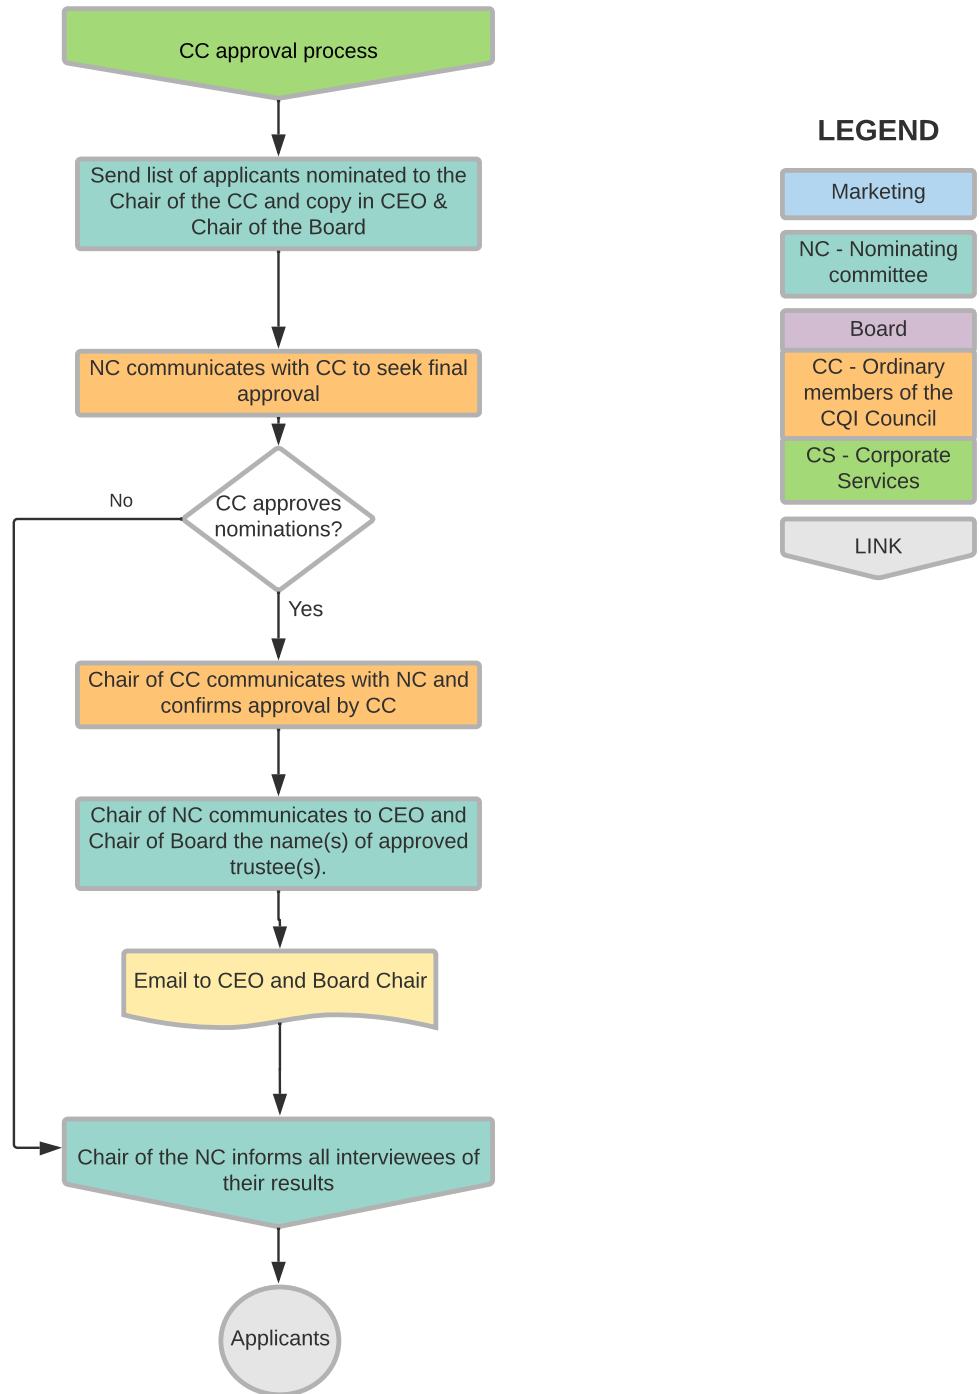 CC approval process
Send list of applicants nominated to the
Chair of the CC and copy in CEO &
Chair of the Board
NC communicates with CC to seek final
approval
CC approves
nominations?
No
Yes
Chair of CC communicates with NC and
confirms approval by CC
Chair of NC communicates to CEO and
Chair of Board the name(s) of approved
trustee(s).
Email to CEO and Board Chair
Chair of the NC informs all interviewees of
their results
Applicants
LEGEND
Marketing
NC - Nominating
committee
Board
CC - Ordinary
members of the
CQI Council
CS - Corporate
Services
LINK